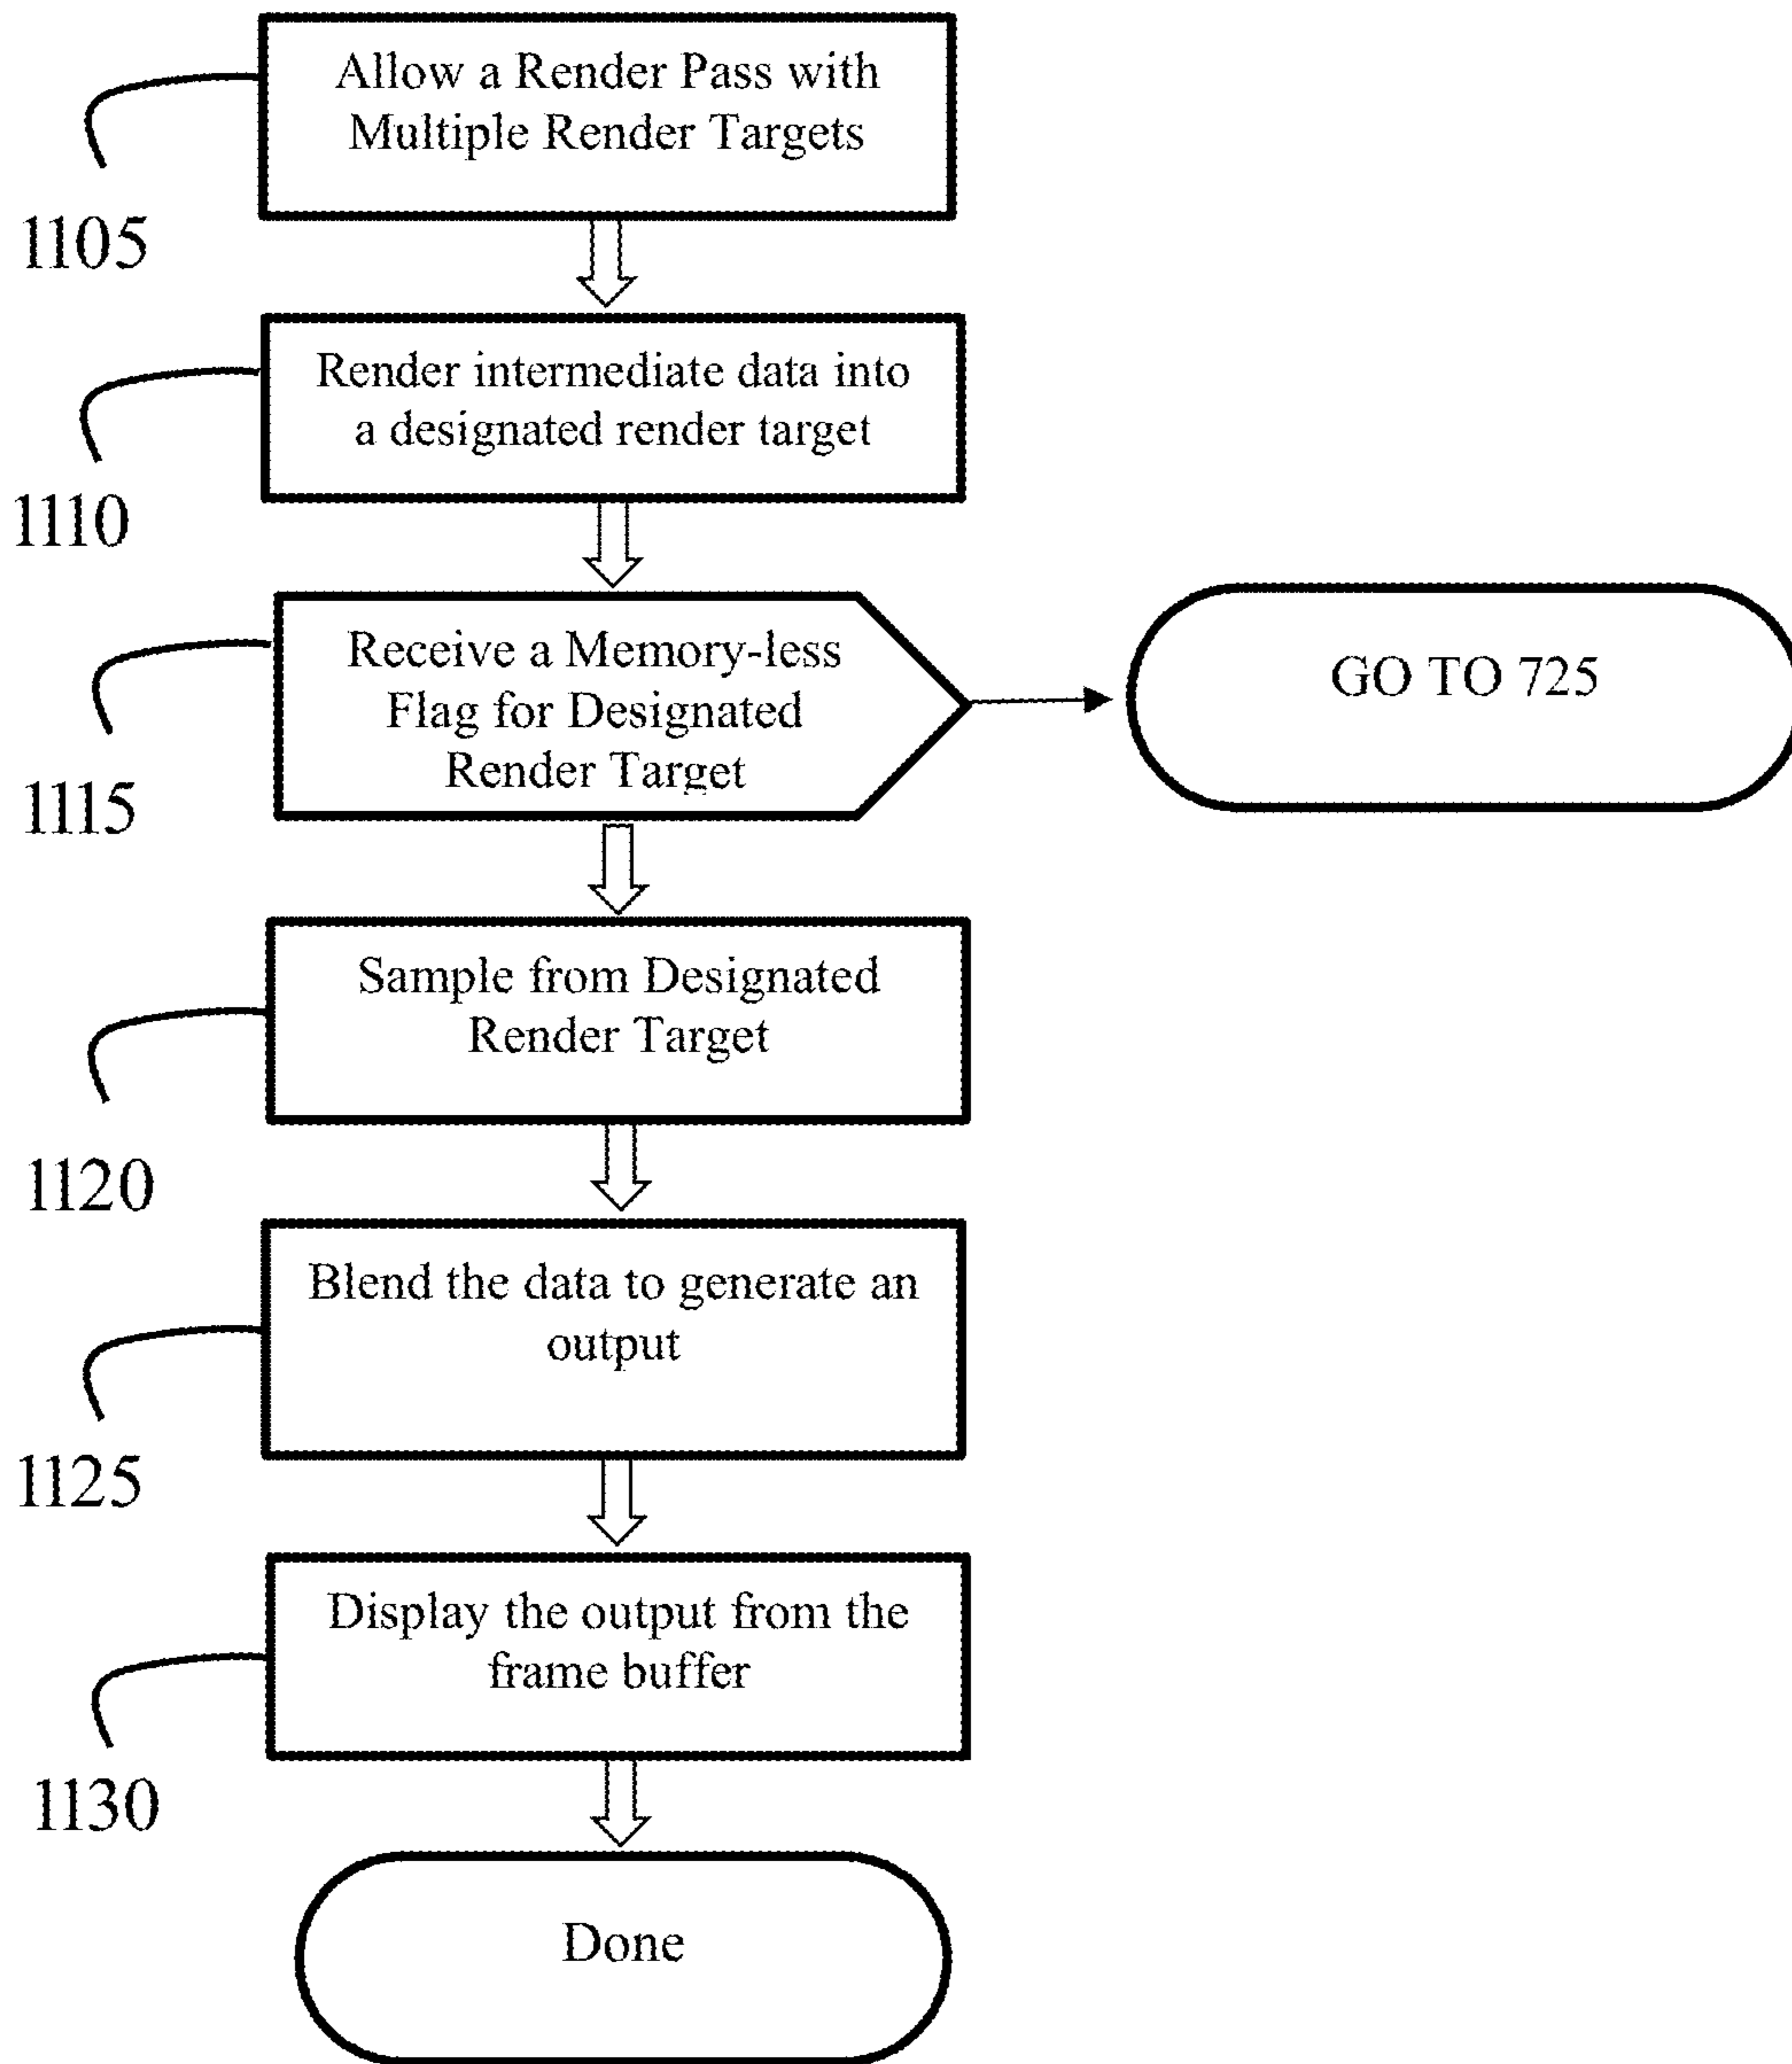 Allow a Render Pass with
Multiple Render Targets
1105
Render intermediate data into
a designated render target
1110
Receive a Memory-less
Flag for Designated
Render Target
1115
GO TO 725
Sample from Designated
Render Target
1120
Blend the data to generate an
output
1125
Display the output from the
frame buffer
1130
Done